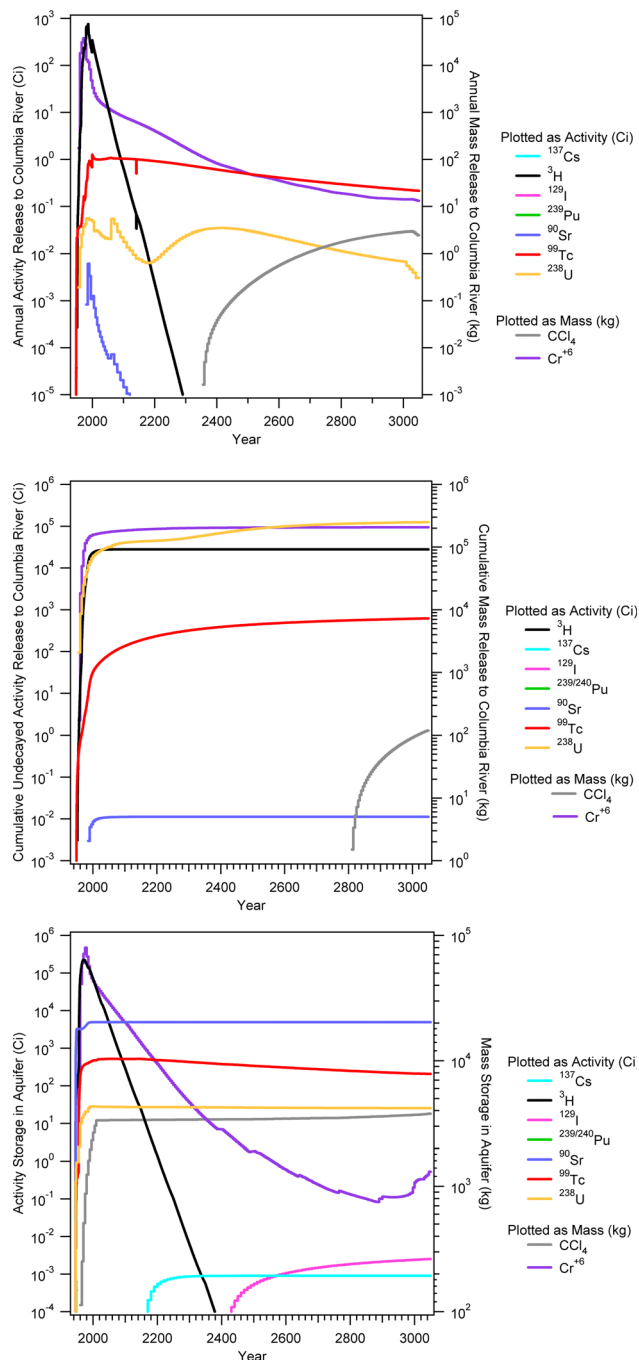 10³
10²
10¹
10⁰
10⁻¹
10⁻²
10⁻³
10⁻⁴
10⁻⁵
Annual Activity Release to Columbia River (Ci)
10⁵
10⁴
10³
10²
10¹
10⁰
10⁻¹
10⁻²
10⁻³
Annual Mass Release to Columbia River (kg)
2000 2200 2400 2600 2800 3000
Year
Plotted as Activity (Ci)
¹³⁷Cs
³H
¹²⁹I
²³⁹Pu
⁹⁰Sr
⁹⁹Tc
²³⁸U
Plotted as Mass (kg)
CCl₄
Cr⁺⁶
10⁶
10⁵
10⁴
10³
10²
10¹
10⁰
10⁻¹
10⁻²
10⁻³
Cumulative Undecayed Activity Release to Columbia River (Ci)
10⁶
10⁵
10⁴
10³
10²
10¹
10⁰
Cumulative Mass Release to Columbia River (kg)
2000 2200 2400 2600 2800 3000
Year
Plotted as Activity (Ci)
³H
¹³⁷Cs
¹²⁹I
²³⁹/²⁴⁰Pu
⁹⁰Sr
⁹⁹Tc
²³⁸U
Plotted as Mass (kg)
CCl₄
Cr⁺⁶
10⁶
10⁵
10⁴
10³
10²
10¹
10⁰
10⁻¹
10⁻²
10⁻³
10⁻⁴
Activity Storage in Aquifer (Ci)
10⁵
10⁴
10³
10²
Mass Storage in Aquifer (kg)
2000 2200 2400 2600 2800 3000
Year
Plotted as Activity (Ci)
¹³⁷Cs
³H
¹²⁹I
²³⁹/²⁴⁰Pu
⁹⁰Sr
⁹⁹Tc
²³⁸U
Plotted as Mass (kg)
CCl₄
Cr⁺⁶